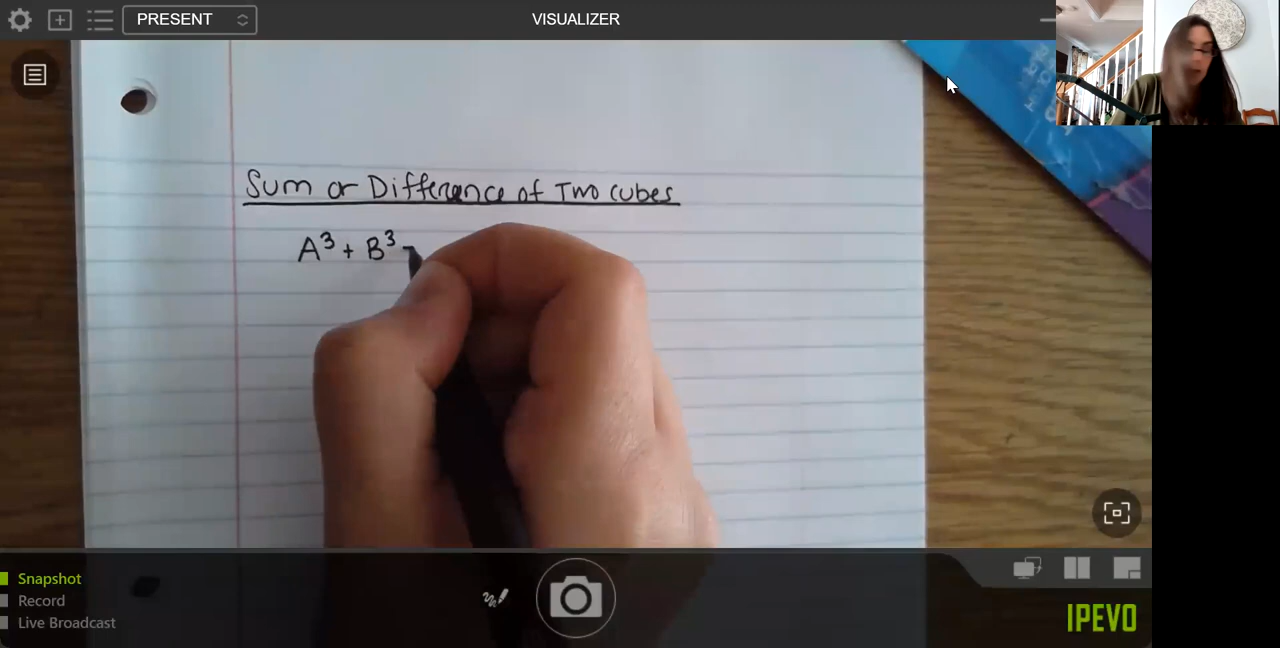 PRESENT
VISUALIZER
Sum or Difference of Two cubes
A³ + B³
Snapshot
Record
Live Broadcast
IPEVO